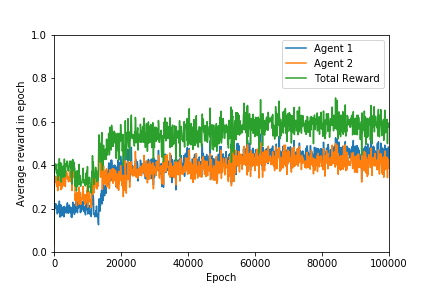 1.0
0.8
0.6
0.4
0.2
0.0
Average reward in epoch
Agent 1
Agent 2
Total Reward
0 20000 40000 60000 80000 100000
Epoch